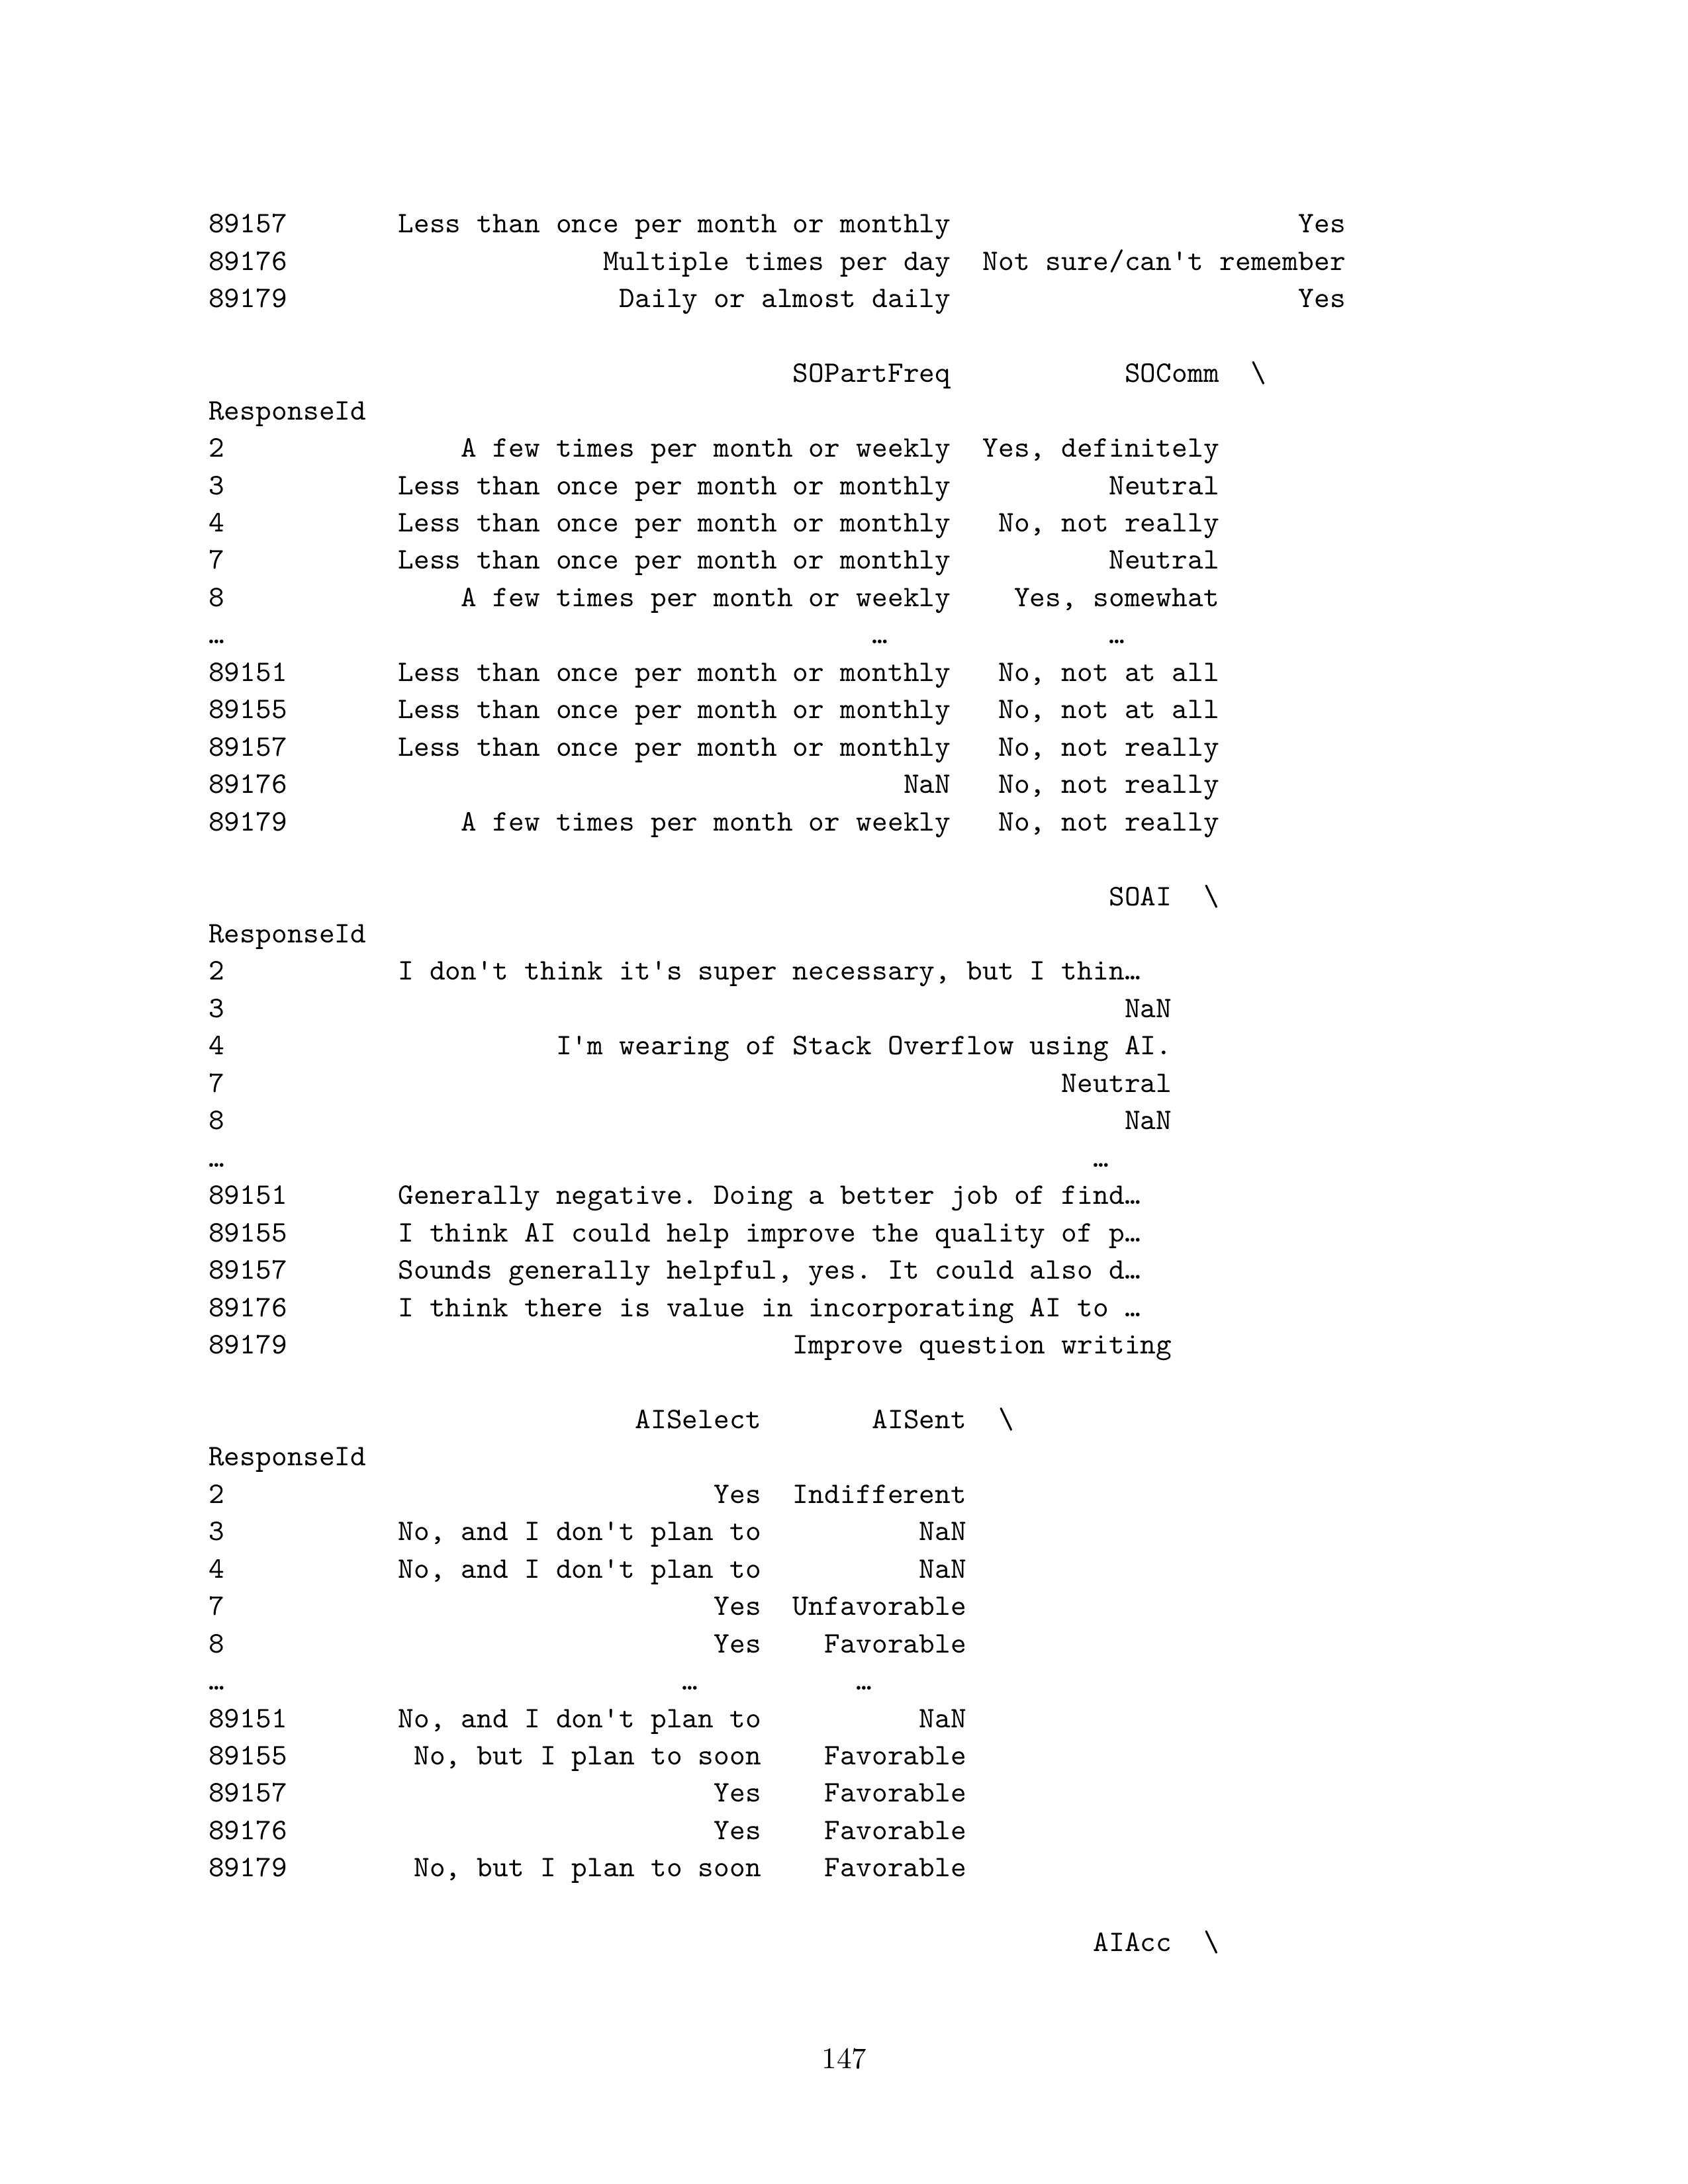 89157 Less than once per month or monthly Yes
89176 Multiple times per day Not sure/can't remember
89179 Daily or almost daily Yes
SOPartFreq SOComm \
ResponseId
2 A few times per month or weekly Yes, definitely
3 Less than once per month or monthly Neutral
4 Less than once per month or monthly No, not really
7 Less than once per month or monthly Neutral
8 A few times per month or weekly Yes, somewhat
… … …
89151 Less than once per month or monthly No, not at all
89155 Less than once per month or monthly No, not at all
89157 Less than once per month or monthly No, not really
89176 NaN No, not really
89179 A few times per month or weekly No, not really
SOAI \
ResponseId
2 I don't think it's super necessary, but I thin…
3 NaN
4 I'm wearing of Stack Overflow using AI.
7 Neutral
8 NaN
… …
89151 Generally negative. Doing a better job of find…
89155 I think AI could help improve the quality of p…
89157 Sounds generally helpful, yes. It could also d…
89176 I think there is value in incorporating AI to …
89179 Improve question writing
AISelect AISent \
ResponseId
2 Yes Indifferent
3 No, and I don't plan to NaN
4 No, and I don't plan to NaN
7 Yes Unfavorable
8 Yes Favorable
… … …
89151 No, and I don't plan to NaN
89155 No, but I plan to soon Favorable
89157 Yes Favorable
89176 Yes Favorable
89179 No, but I plan to soon Favorable
AIAcc \
147